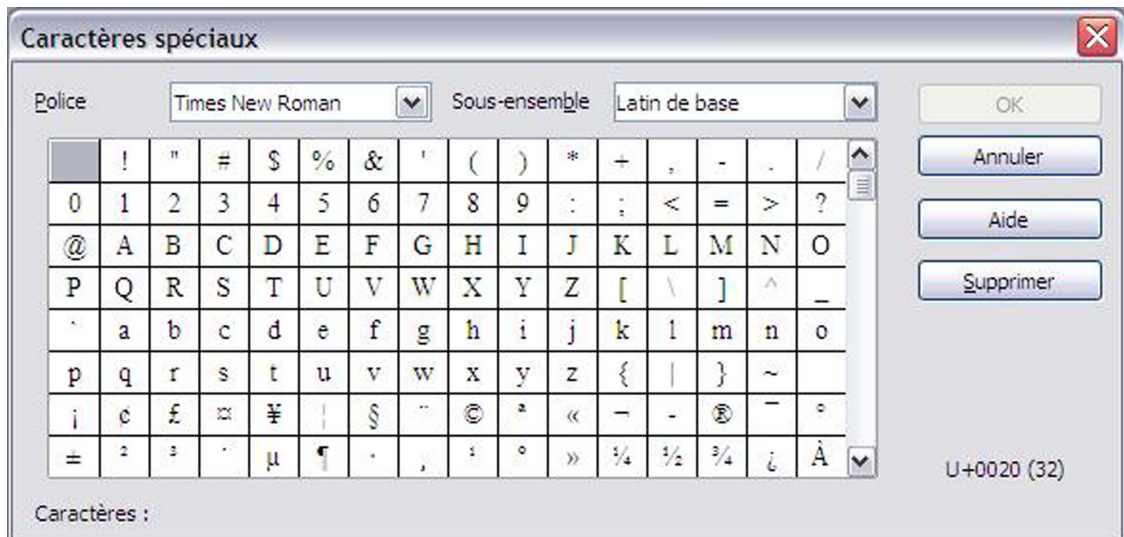 Caractères spéciaux
Police Times New Roman Sous-ensemble Latin de base OK
! " # $ % & ' ( ) * + , - . /
Annuler
0 1 2 3 4 5 6 7 8 9 : ; < = > ?
Aide
@ A B C D E F G H I J K L M N O
P Q R S T U V W X Y Z [ \ ] ^ _
Supprimer
` a b c d e f g h i j k l m n o
p q r s t u v w x y z { | } ~
¡ ¢ £ ¤ ¥ ¦ § ¨ © ª « ¬ - ® ¯ °
± ² ³ ´ µ ¶ · ¸ ¹ º » ¼ ½ ¾ ¿ À
U+0020 (32)
Caractères :